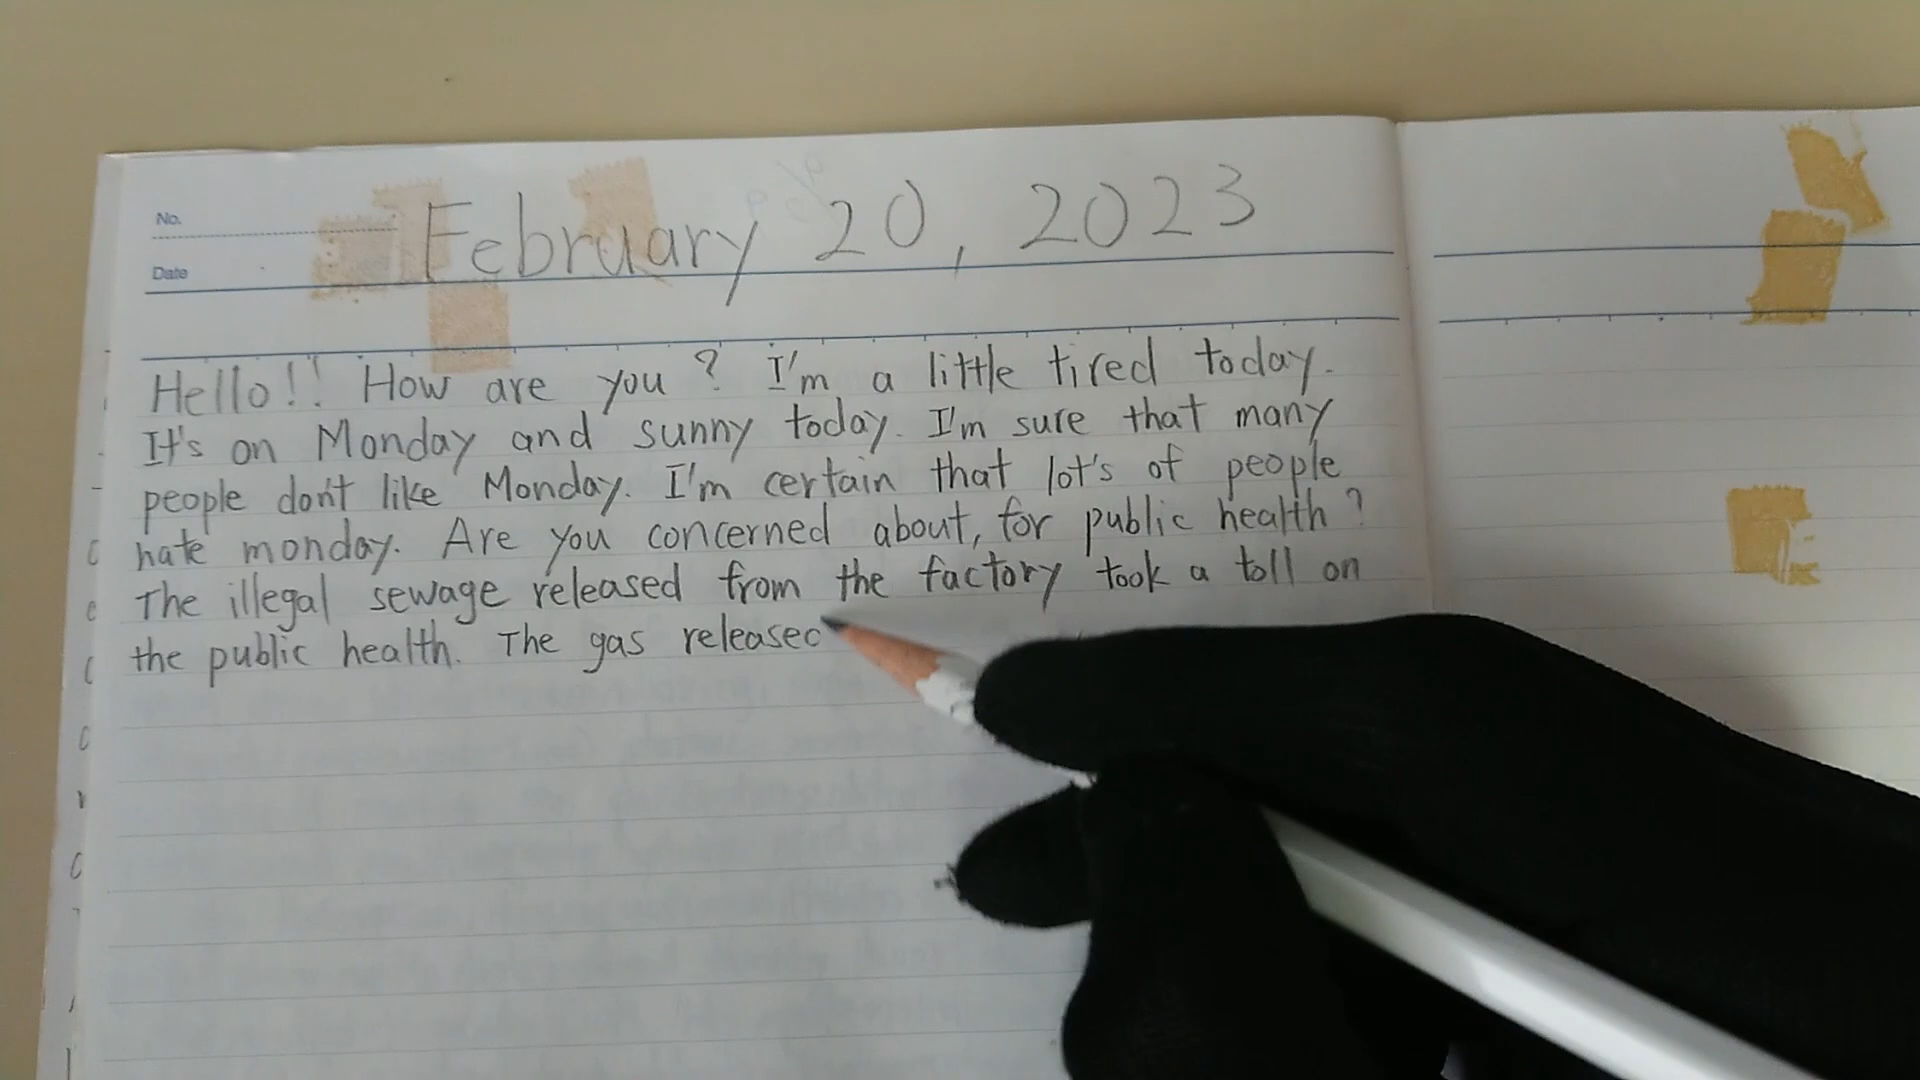 No.
Date
February 20, 2023
Hello!! How are you? I'm a little tired today.
It's on Monday and sunny today. I'm sure that many
people don't like Monday. I'm certain that lot's of people
hate monday. Are you concerned about, for public health?
The illegal sewage released from the factory took a toll on
the public health. The gas releasec